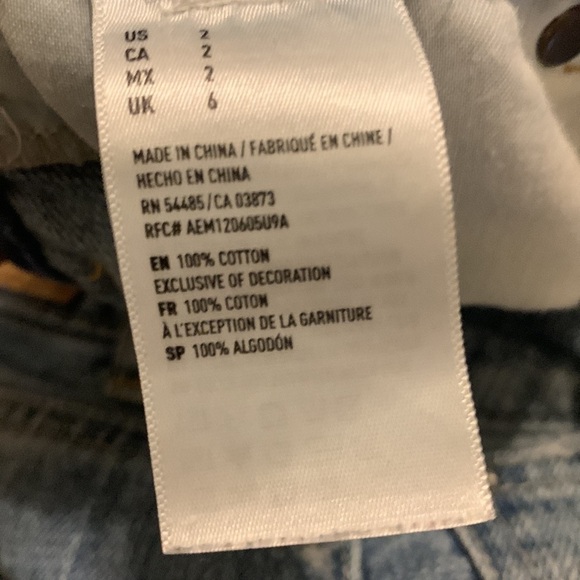 US 2
CA 2
MX 2
UK 6
MADE IN CHINA / FABRIQUÉ EN CHINE /
HECHO EN CHINA
RN 54485/CA 03873
RFC# AEM120605U9A
EN 100% COTTON
EXCLUSIVE OF DECORATION
FR 100% COTON
À L'EXCEPTION DE LA GARNITURE
SP 100% ALGODÓN